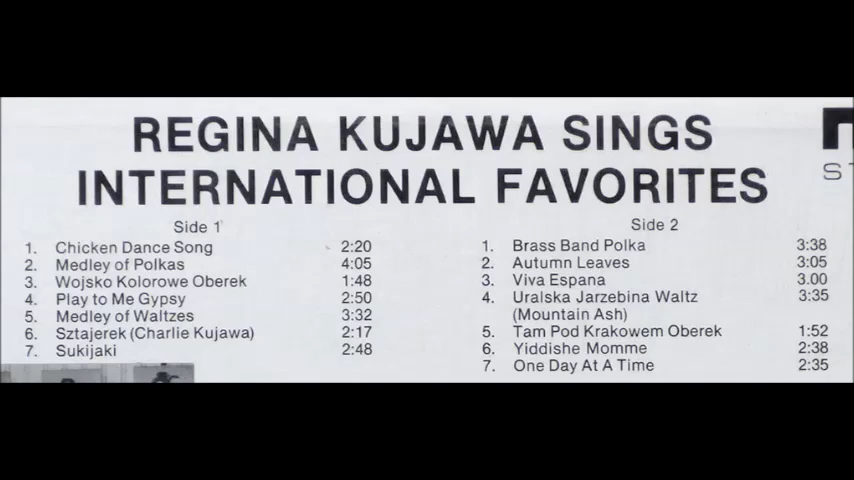 REGINA KUJAWA SINGS
INTERNATIONAL FAVORITES
Side 1
1. Chicken Dance Song 2:20
2. Medley of Polkas 4:05
3. Wojsko Kolorowe Oberek 1:48
4. Play to Me Gypsy 2:50
5. Medley of Waltzes 3:32
6. Sztajerek (Charlie Kujawa) 2:17
7. Sukijaki 2:48
Side 2
1. Brass Band Polka 3:38
2. Autumn Leaves 3:05
3. Viva Espana 3.00
4. Uralska Jarzebina Waltz 3:35
(Mountain Ash)
5. Tam Pod Krakowem Oberek 1:52
6. Yiddishe Momme 2:38
7. One Day At A Time 2:35